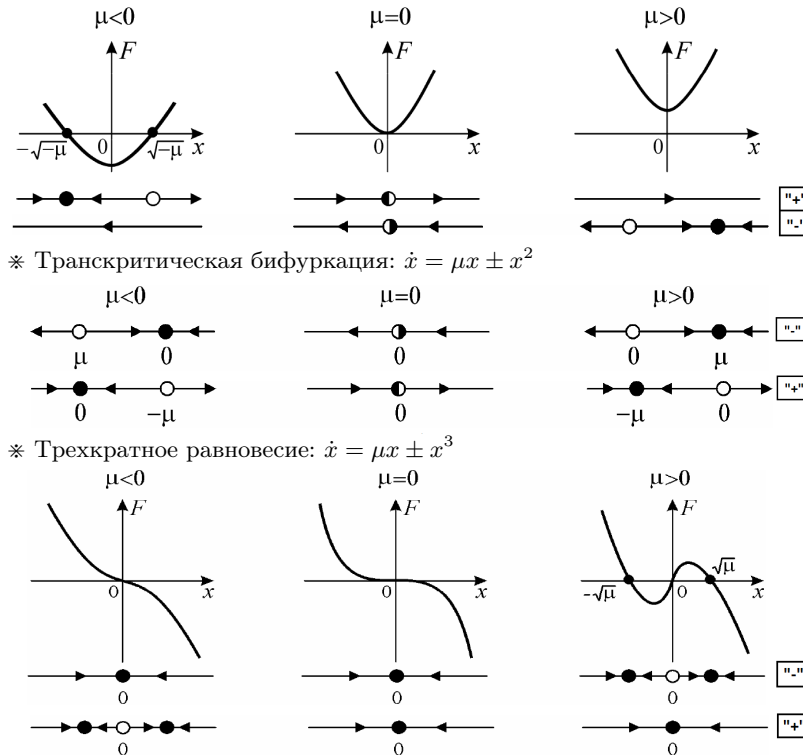 μ<0 μ=0 μ>0
F F F
−√−μ 0 √−μ x 0 x 0 x
"+"
"-"
⋇ Транскритическая бифуркация: ẋ = μx ± x²
μ<0 μ=0 μ>0
"-"
μ 0 0 0 μ
"+"
0 −μ 0 −μ 0
⋇ Трехкратное равновесие: ẋ = μx ± x³
μ<0 μ=0 μ>0
F F F
√μ
0 x 0 x −√μ 0 x
"-"
0 0 0
"+"
0 0 0